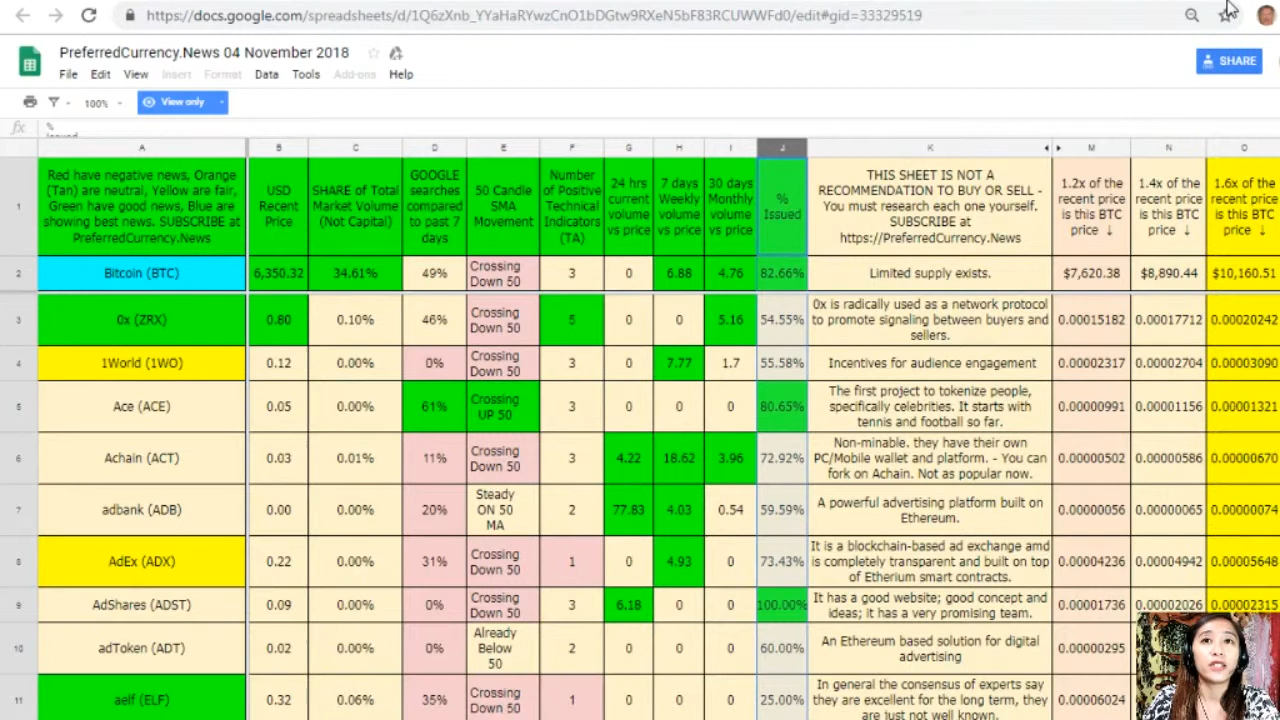 https://docs.google.com/spreadsheets/d/1Q6zXnb_YYaHaRYwzCnO1bDGtw9RXeN5bF83RCUWWFd0/edit#gid=33329519
PreferredCurrency.News 04 November 2018
SHARE
File Edit View Insert Format Data Tools Add-ons Help
100% View only
fx %
A B C D E F G H I J K M N O
1
Red have negative news, Orange
(Tan) are neutral, Yellow are fair,
Green have good news, Blue are
showing best news. SUBSCRIBE at
PreferredCurrency.News
USD
Recent
Price
SHARE of Total
Market Volume
(Not Capital)
GOOGLE
searches
compared
to past 7
days
50 Candle
SMA
Movement
Number
of Positive
Technical
Indicators
(TA)
24 hrs
current
volume
vs price
7 days
Weekly
volume
vs price
30 days
Monthly
volume
vs price
%
Issued
THIS SHEET IS NOT A
RECOMMENDATION TO BUY OR SELL -
You must research each one yourself.
SUBSCRIBE at
https://PreferredCurrency.News
1.2x of the
recent price
is this BTC
price ↓
1.4x of the
recent price
is this BTC
price ↓
1.6x of the
recent price
is this BTC
price ↓
2 Bitcoin (BTC) 6,350.32 34.61% 49%
Crossing
Down 50
3 0 6.88 4.76 82.66% Limited supply exists. $7,620.38 $8,890.44 $10,160.51
3 0x (ZRX) 0.80 0.10% 46%
Crossing
Down 50
5 0 0 5.16 54.55%
0x is radically used as a network protocol
to promote signaling between buyers and
sellers.
0.00015182 0.00017712 0.00020242
4 1World (1WO) 0.12 0.00% 0%
Crossing
Down 50
3 0 7.77 1.7 55.58% Incentives for audience engagement 0.00002317 0.00002704 0.00003090
5 Ace (ACE) 0.05 0.00% 61%
Crossing
UP 50
3 0 0 0 80.65%
The first project to tokenize people,
specifically celebrities. It starts with
tennis and football so far.
0.00000991 0.00001156 0.00001321
6 Achain (ACT) 0.03 0.01% 11%
Crossing
Down 50
3 4.22 18.62 3.96 72.92%
Non-minable. they have their own
PC/Mobile wallet and platform. - You can
fork on Achain. Not as popular now.
0.00000502 0.00000586 0.00000670
7 adbank (ADB) 0.00 0.00% 20%
Steady
ON 50
MA
2 77.83 4.03 0.54 59.59%
A powerful advertising platform built on
Ethereum.
0.00000056 0.00000065 0.00000074
8 AdEx (ADX) 0.22 0.00% 31%
Crossing
Down 50
1 0 4.93 0 73.43%
It is a blockchain-based ad exchange amd
is completely transparent and built on top
of Etherium smart contracts.
0.00004236 0.00004942 0.00005648
9 AdShares (ADST) 0.09 0.00% 0%
Crossing
Down 50
3 6.18 0 0 100.00%
It has a good website; good concept and
ideas; it has a very promising team.
0.00001736 0.00002026 0.00002315
10 adToken (ADT) 0.02 0.00% 0%
Already
Below
50
2 0 0 0 60.00%
An Ethereum based solution for digital
advertising
0.00000295
11 aelf (ELF) 0.32 0.06% 35%
Crossing
Down 50
1 0 0 0 25.00%
In general the consensus of experts say
they are excellent for the long term, they
are just not well known.
0.00006024